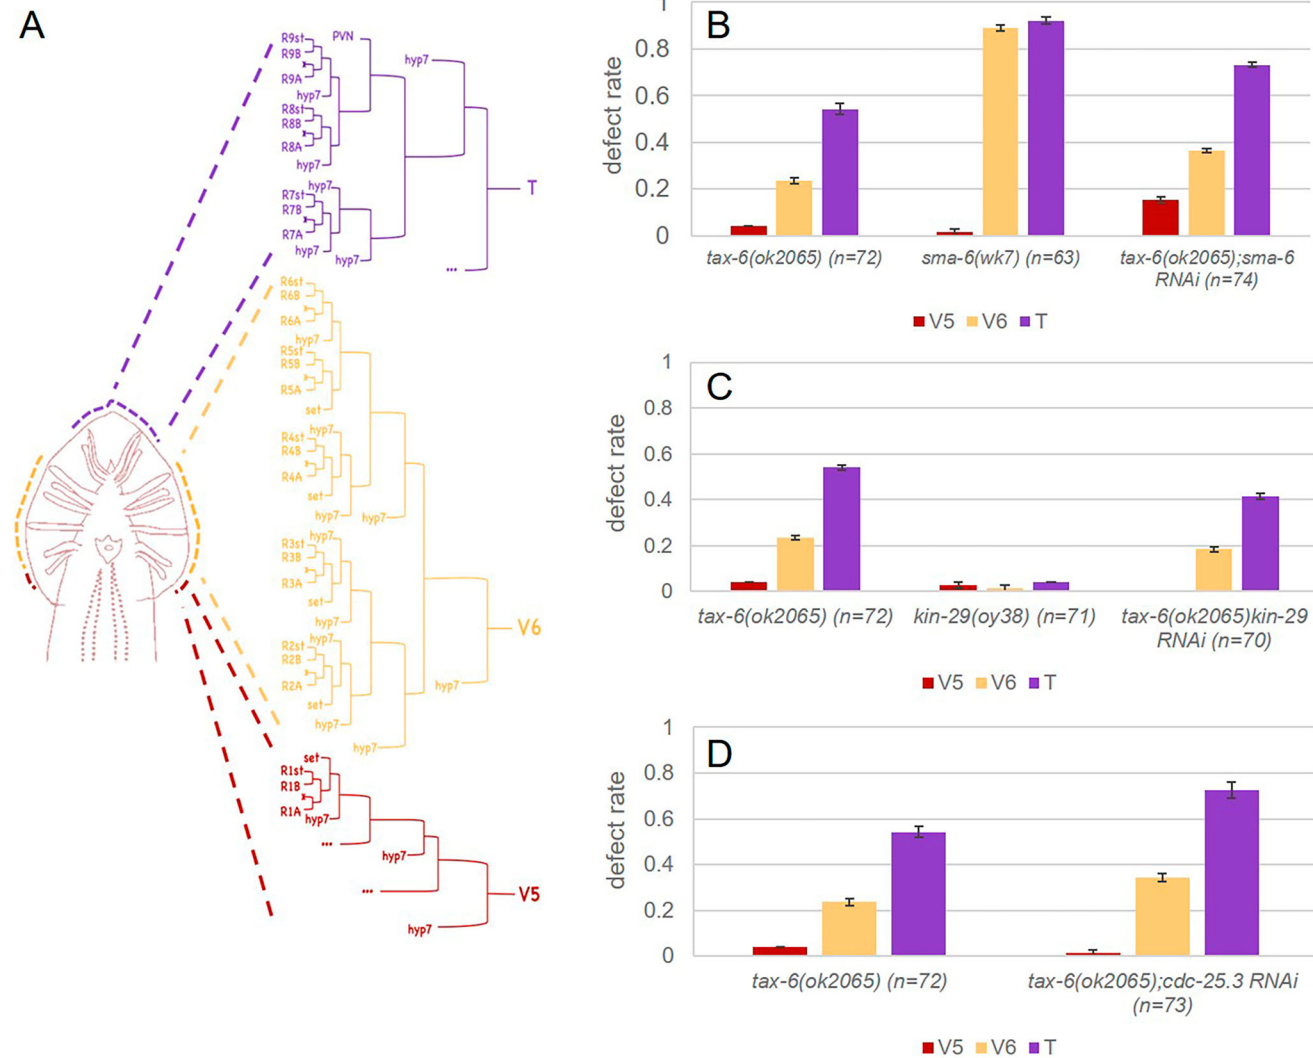 A
R9st
PVN
R9B
x
R9A
hyp7
hyp7
R8st
R8B
x
R8A
hyp7
hyp7
R7st
R7B
x
R7A
hyp7
hyp7
...
T
R6st
R6B
x
R6A
hyp7
R5st
R5B
x
R5A
set
hyp7
R4st
R4B
x
R4A
set
hyp7
hyp7
hyp7
R3st
R3B
x
R3A
set
hyp7
hyp7
R2st
R2B
x
R2A
set
hyp7
hyp7
hyp7
V6
set
R1st
R1B
x
R1A
hyp7
...
hyp7
...
hyp7
V5
B
defect rate
1
0.8
0.6
0.4
0.2
0
tax-6(ok2065) (n=72)
sma-6(wk7) (n=63)
tax-6(ok2065);sma-6
RNAi (n=74)
V5 V6 T
C
defect rate
1
0.8
0.6
0.4
0.2
0
tax-6(ok2065) (n=72)
kin-29(oy38) (n=71)
tax-6(ok2065)kin-29
RNAi (n=70)
V5 V6 T
D
defect rate
1
0.8
0.6
0.4
0.2
0
tax-6(ok2065) (n=72)
tax-6(ok2065);cdc-25.3 RNAi
(n=73)
V5 V6 T